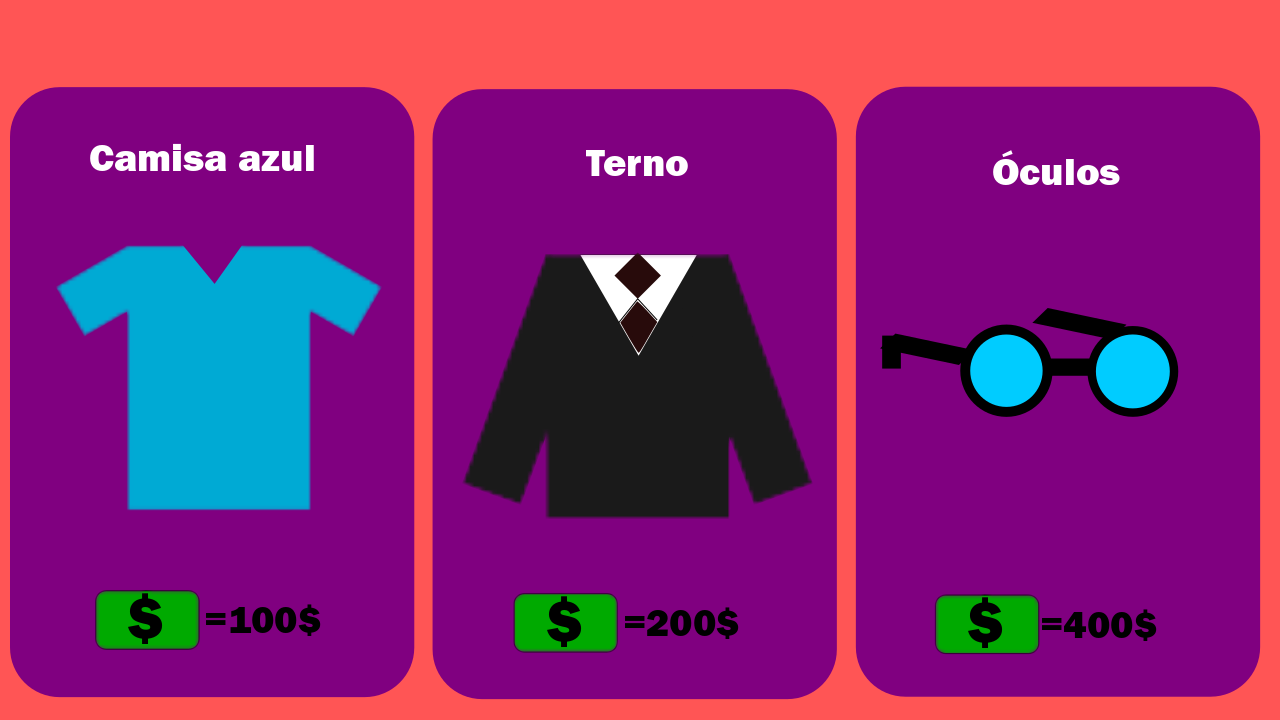 Camisa azul
Terno
Óculos
$ =100$
$ =200$
$ =400$